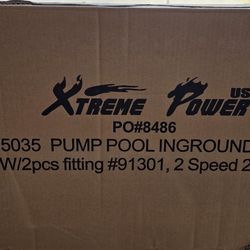 XTREME POWER US
PO#8486
5035 PUMP POOL INGROUND
W/2pcs fitting #91301, 2 Speed 2